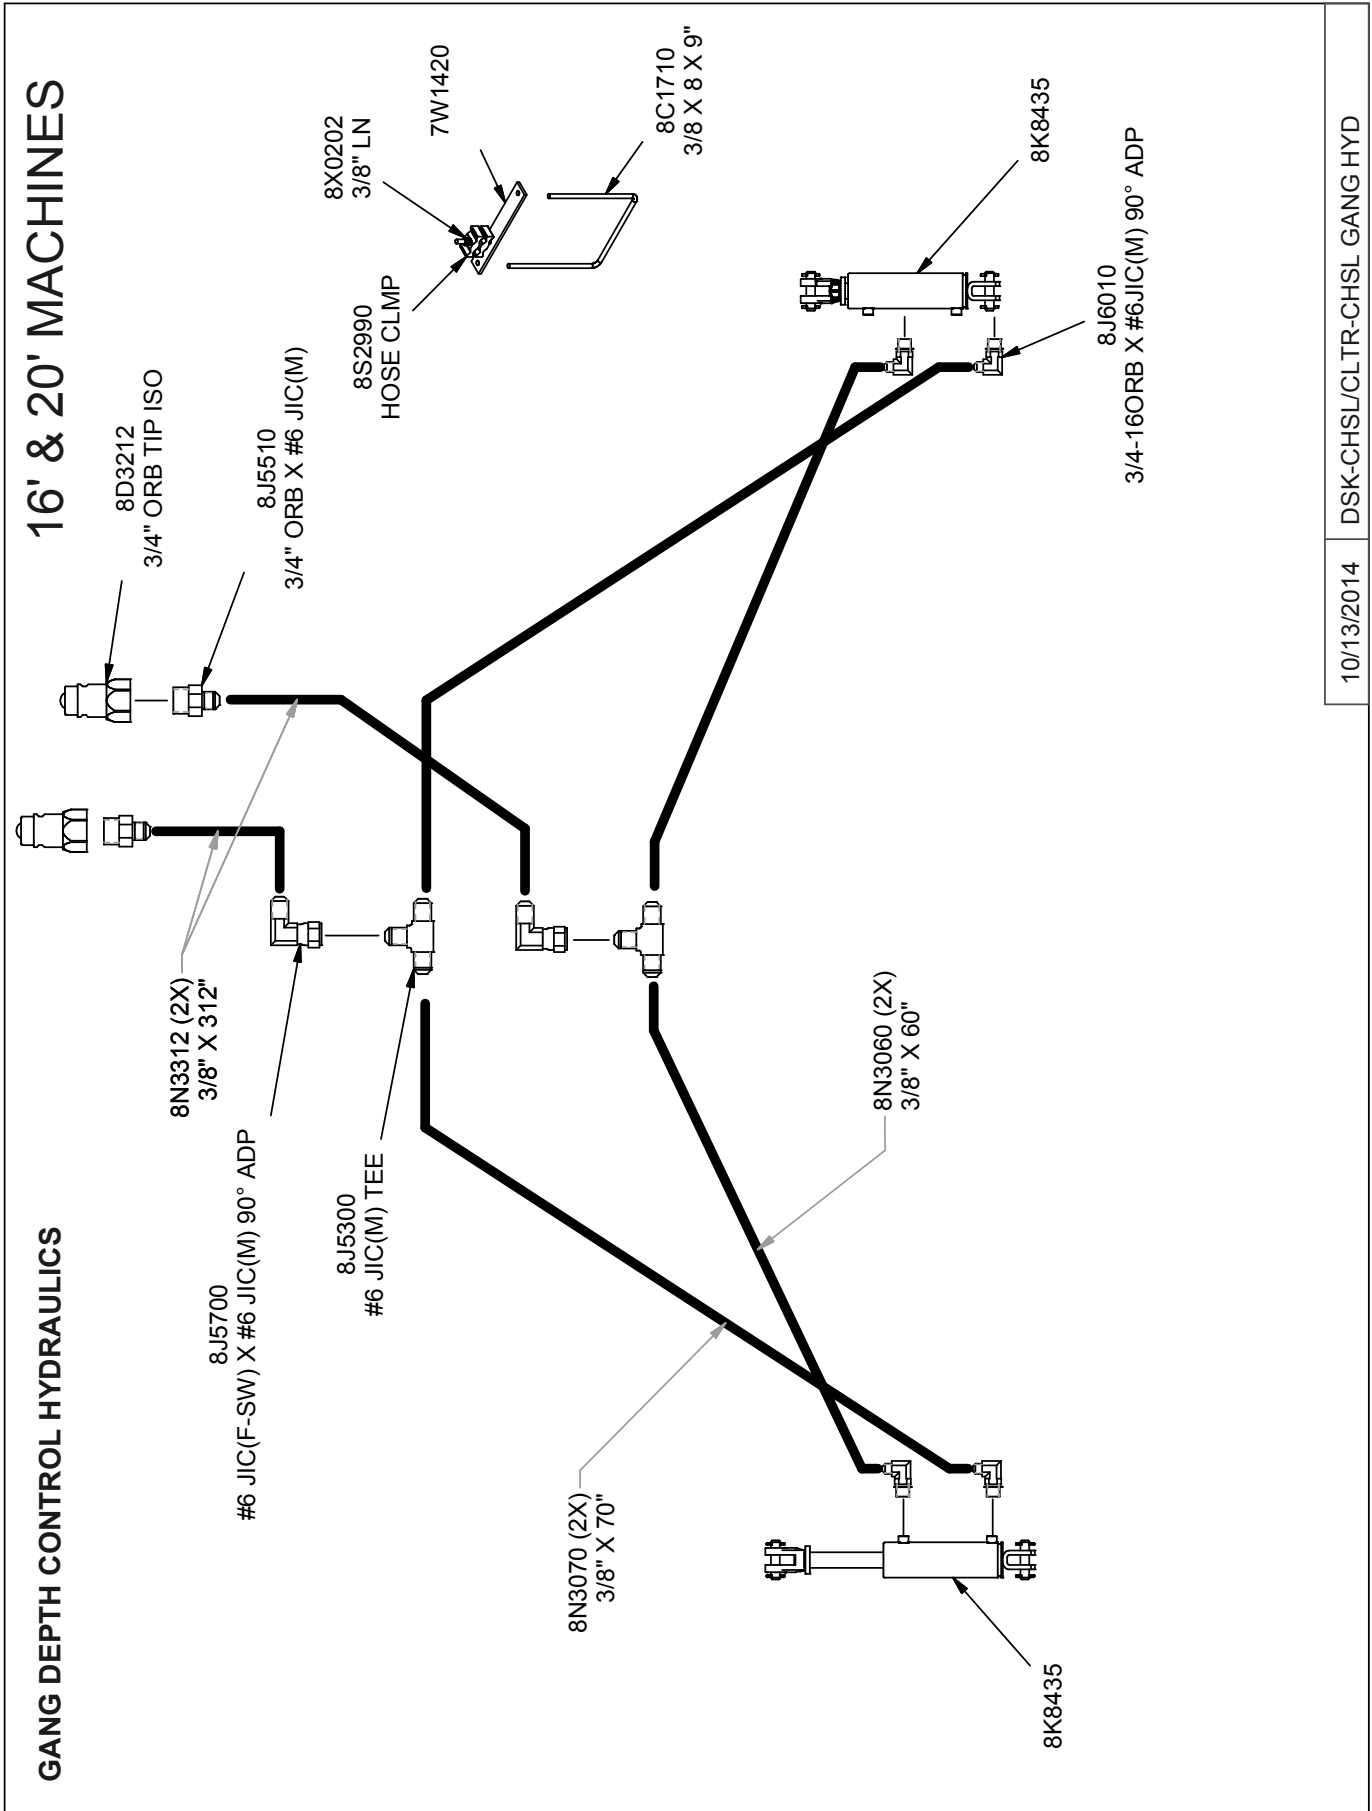 GANG DEPTH CONTROL HYDRAULICS
16' & 20' MACHINES
8D3212
3/4" ORB TIP ISO
8J5510
3/4" ORB X #6 JIC(M)
8X0202
3/8" LN
7W1420
8S2990
HOSE CLMP
8C1710
3/8 X 8 X 9"
8N3312 (2X)
3/8" X 312"
8J5700
#6 JIC(F-SW) X #6 JIC(M) 90° ADP
8J5300
#6 JIC(M) TEE
8N3060 (2X)
3/8" X 60"
8N3070 (2X)
3/8" X 70"
8K8435
8K8435
8J6010
3/4-16ORB X #6JIC(M) 90° ADP
10/13/2014
DSK-CHSL/CLTR-CHSL GANG HYD